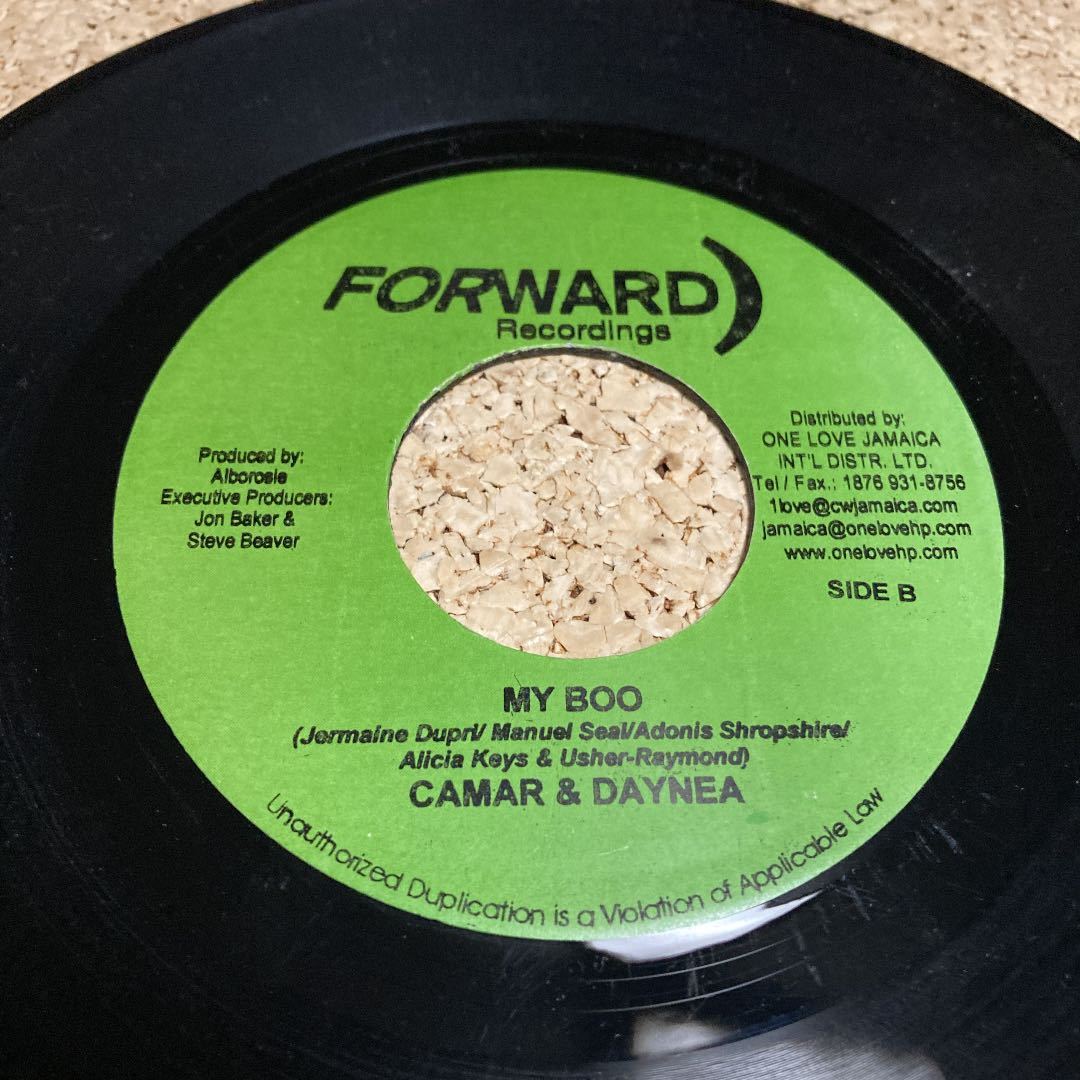 FORWARD)
Recordings
Produced by:
Alborosie
Executive Producers:
Jon Baker &
Steve Beaver
Distributed by:
ONE LOVE JAMAICA
INT'L DISTR. LTD.
Tel / Fax.: 1876 931-8756
1love@cwjamaica.com
jamaica@onelovehp.com
www.onelovehp.com
SIDE B
MY BOO
(Jermaine Dupri/ Manuel Seal/Adonis Shropshire/
Alicia Keys & Usher-Raymond)
CAMAR & DAYNEA
Unauthorized Duplication is a Violation of Applicable Law